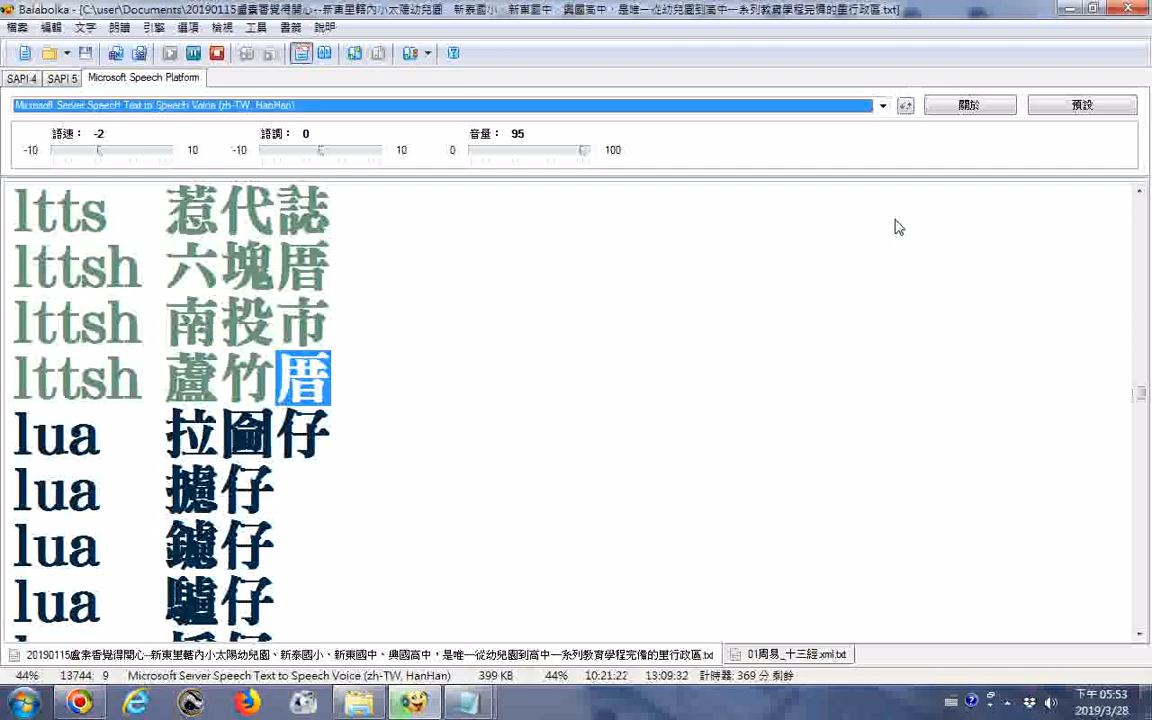 Balabolka - [C:\user\Documents\20190115盧素香覺得開心--新東里轄內小太陽幼兒園、新泰國小、新東國中、興國高中，是唯一從幼兒園到高中一系列教育學程完備的里行政區.txt]
檔案 編輯 文字 朗讀 引擎 選項 檢視 工具 書籤 說明
SAPI 4 SAPI 5 Microsoft Speech Platform
Microsoft Server Speech Text to Speech Voice (zh-TW, HanHan)
關於 預設
語速： -2 語調： 0 音量： 95
-10 10 -10 10 0 100
ltts 惹代誌
lttsh 六塊厝
lttsh 南投市
lttsh 蘆竹厝
lua 拉圇仔
lua 攄仔
lua 鑢仔
lua 驢仔
20190115盧素香覺得開心--新東里轄內小太陽幼兒園、新泰國小、新東國中、興國高中，是唯一從幼兒園到高中一系列教育學程完備的里行政區.txt 01周易_十三經.xml.txt
44% 13744: 9 Microsoft Server Speech Text to Speech Voice (zh-TW, HanHan) 399 KB 44% 10:21:22 13:09:32 計時器: 369 分 剩餘
下午 05:53
2019/3/28